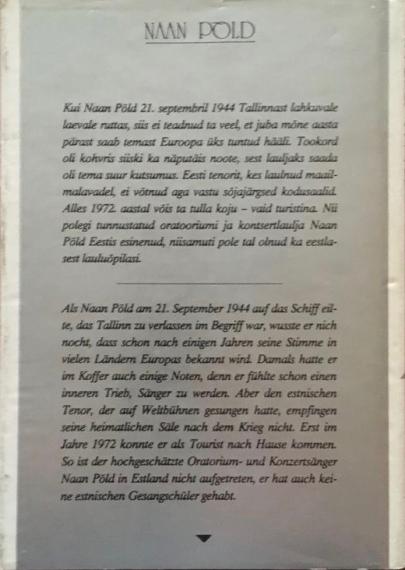 NAAN PÕLD
Kui Naan Põld 21. septembril 1944 Tallinnast lahkuvale
laevale ruttas, siis ei teadnud ta veel, et juba mõne aasta
pärast saab temast Euroopa üks tuntud hääli. Tookord
oli kohvris siiski ka näputäis noote, sest lauljaks saada
oli tema suur kutsumus. Eesti tenorit, kes laulnud maail-
malavadel, ei võtnud aga vastu sõjajärgsed kodusaalid.
Alles 1972. aastal võis ta tulla koju – vaid turistina. Nii
polegi tunnustatud oratooriumi ja kontsertlaulja Naan
Põld Eestis esinenud, niisamuti pole tal olnud ka eestla-
sest lauluõpilasi.
Als Naan Põld am 21. September 1944 auf das Schiff eil-
te, das Tallinn zu verlassen im Begriff war, wusste er nich
nocht, dass schon nach einigen Jahren seine Stimme in
vielen Ländern Europas bekannt wird. Damals hatte er
im Koffer auch einige Noten, denn er fühlte schon einen
inneren Trieb, Sänger zu werden. Aber den estnischen
Tenor, der auf Weltbühnen gesungen hatte, empfingen
seine heimatlichen Säle nach dem Krieg nicht. Erst im
Jahre 1972 konnte er als Tourist nach Hause kommen.
So ist der hochgeschätzte Oratorium- und Konzertsänger
Naan Põld in Estland nicht aufgetreten, er hat auch kei-
ne estnischen Gesangschüler gehabt.